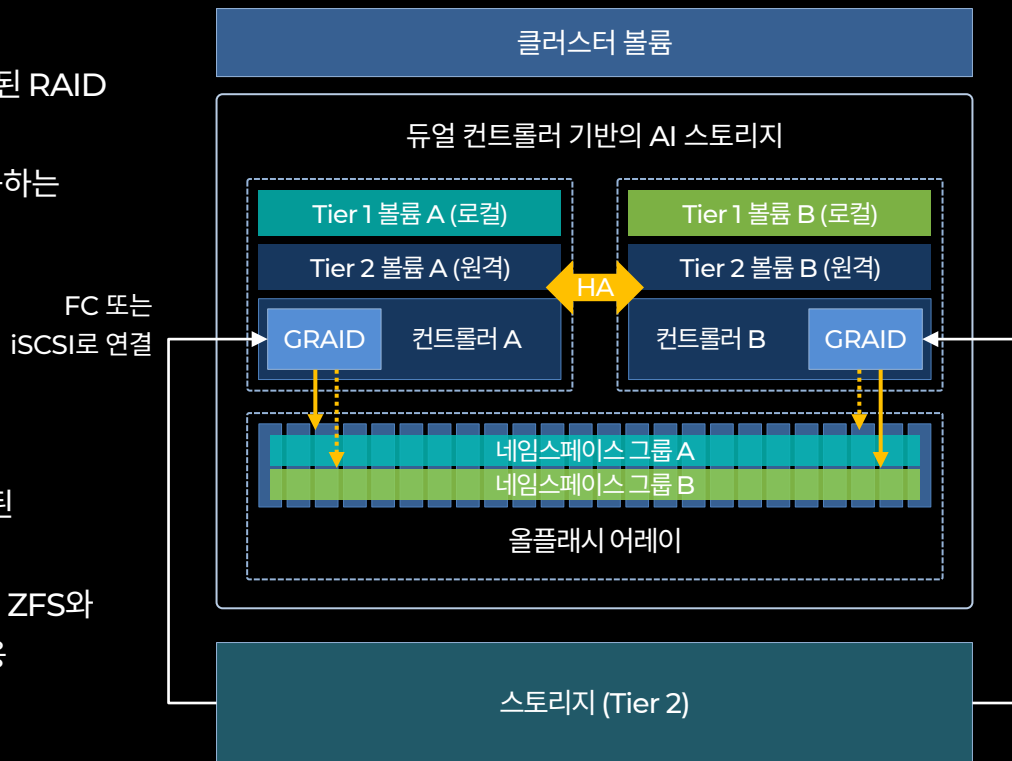 된 RAID
하는
FC 또는
iSCSI로 연결
된
ZFS와
클러스터 볼륨
듀얼 컨트롤러 기반의 AI 스토리지
Tier 1 볼륨 A (로컬)
Tier 2 볼륨 A (원격)
GRAID
컨트롤러 A
HA
Tier 1 볼륨 B (로컬)
Tier 2 볼륨 B (원격)
컨트롤러 B
GRAID
네임스페이스 그룹 A
네임스페이스 그룹 B
올플래시 어레이
스토리지 (Tier 2)